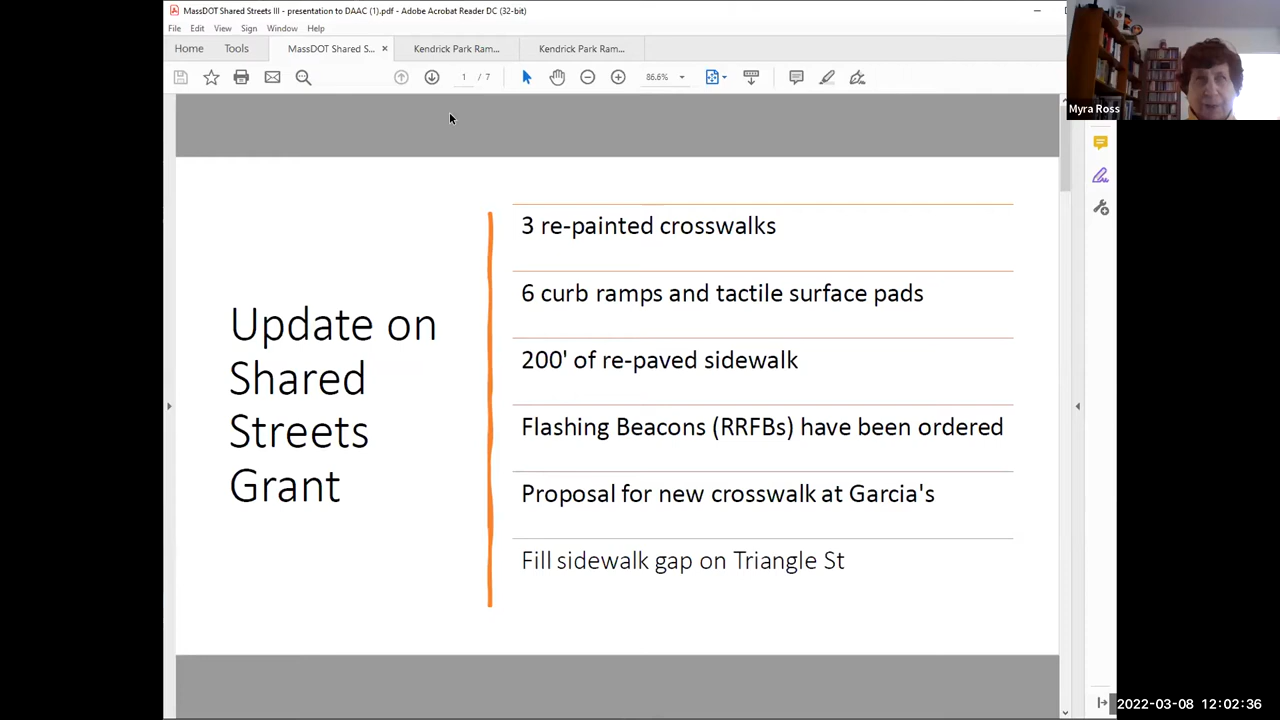 MassDOT Shared Streets III - presentation to DAAC (1).pdf - Adobe Acrobat Reader DC (32-bit)
File Edit View Sign Window Help
Home Tools MassDOT Shared S... × Kendrick Park Ram... Kendrick Park Ram...
/ 7 86.6%
Myra Ross
Update on
Shared
Streets
Grant
3 re-painted crosswalks
6 curb ramps and tactile surface pads
200' of re-paved sidewalk
Flashing Beacons (RRFBs) have been ordered
Proposal for new crosswalk at Garcia's
Fill sidewalk gap on Triangle St
2022-03-08 12:02:36